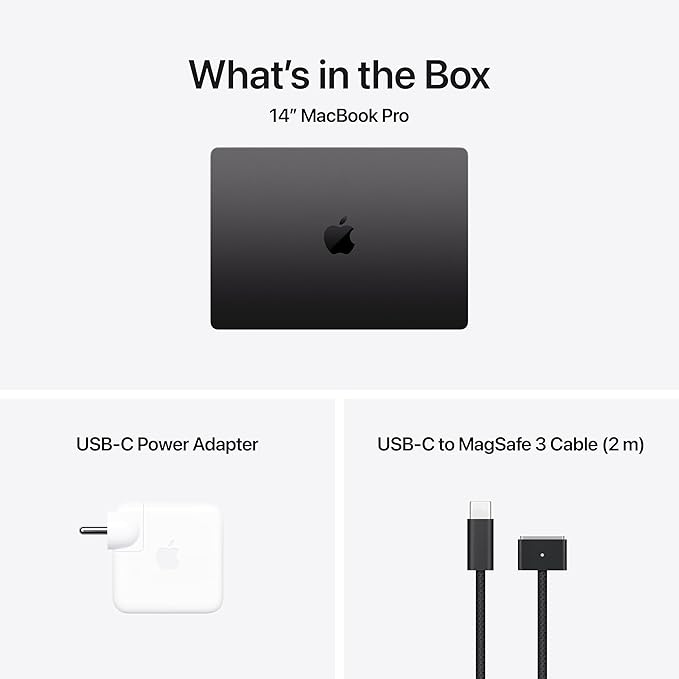 What’s in the Box
14” MacBook Pro
USB-C Power Adapter
USB-C to MagSafe 3 Cable (2 m)